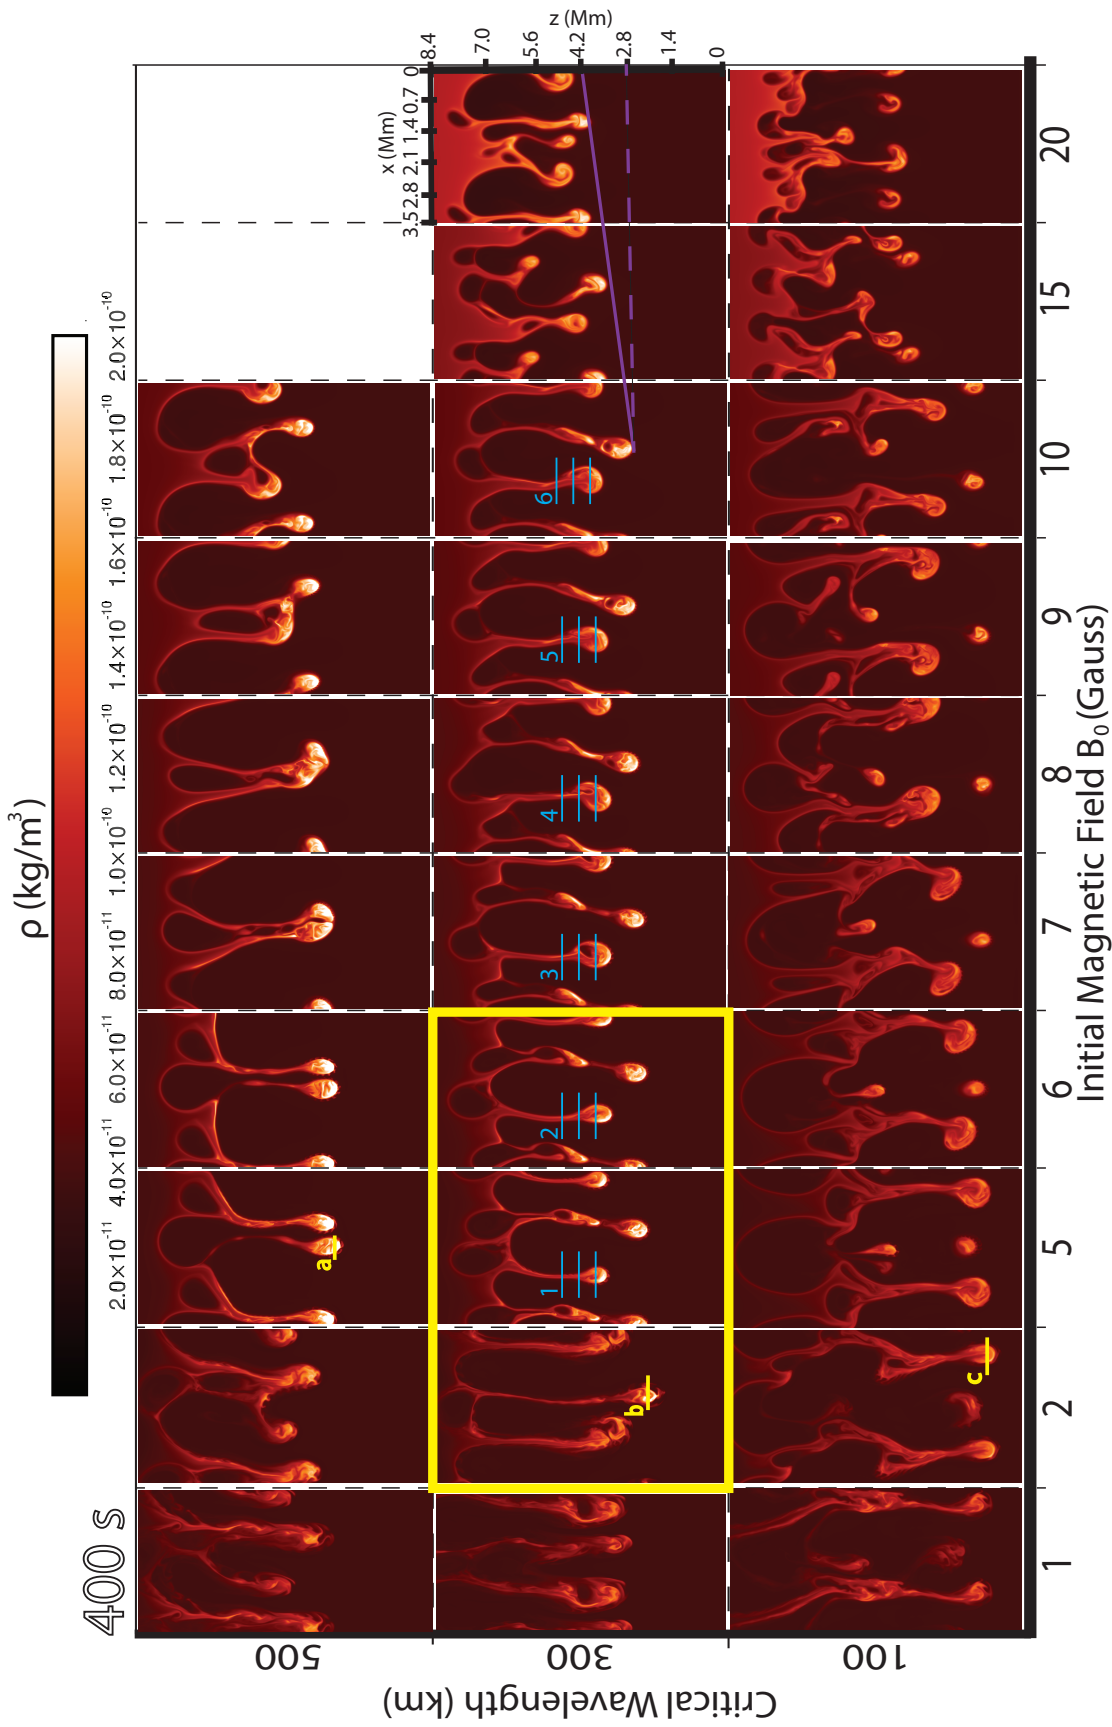 400 s
ρ (kg/m³)
2.0×10⁻¹¹ 4.0×10⁻¹¹ 6.0×10⁻¹¹ 8.0×10⁻¹¹ 1.0×10⁻¹⁰ 1.2×10⁻¹⁰ 1.4×10⁻¹⁰ 1.6×10⁻¹⁰ 1.8×10⁻¹⁰ 2.0×10⁻¹⁰
Critical Wavelength (km)
500
300
100
a
b
c
1
2
3
4
5
6
x (Mm)
3.5 2.8 2.1 1.4 0.7 0
z (Mm)
8.4
7.0
5.6
4.2
2.8
1.4
0
1 2 5 6 7 8 9 10 15 20
Initial Magnetic Field B₀ (Gauss)